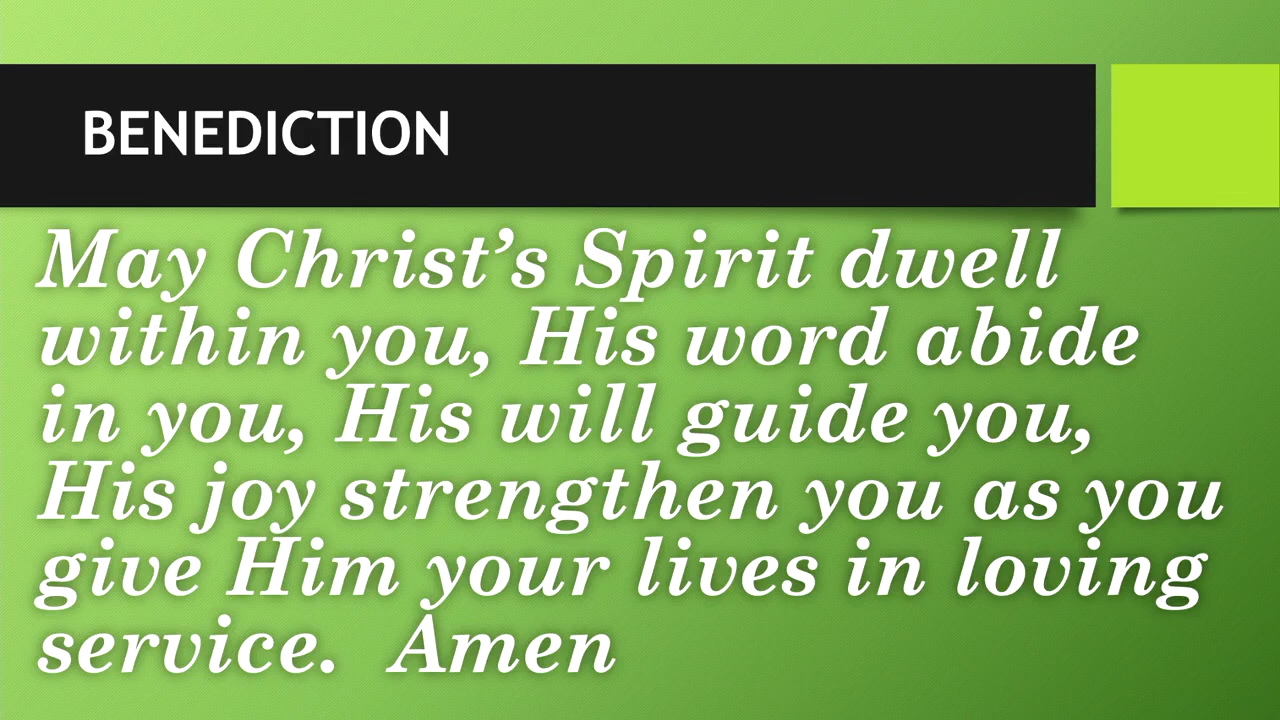 BENEDICTION
May Christ’s Spirit dwell
within you, His word abide
in you, His will guide you,
His joy strengthen you as you
give Him your lives in loving
service.  Amen